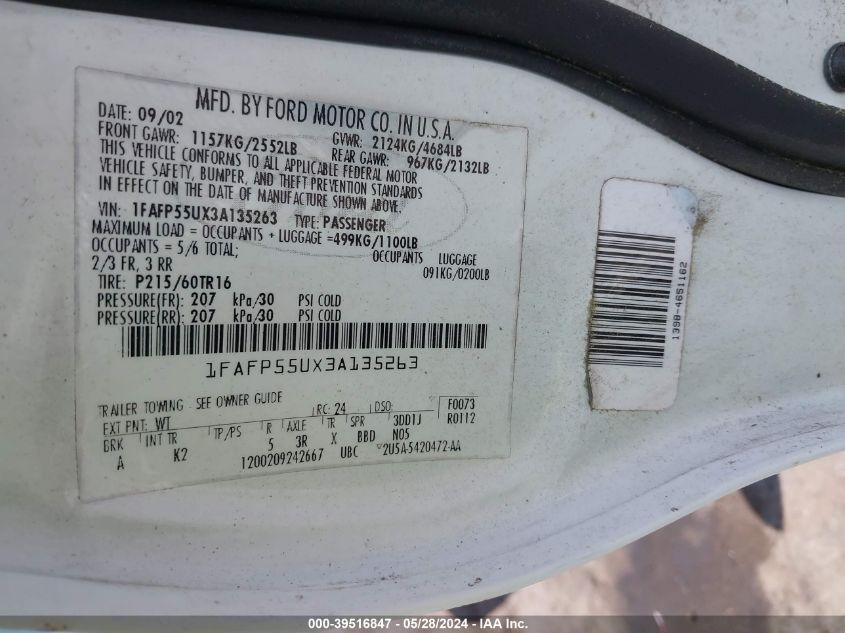 MFD. BY FORD MOTOR CO. IN U.S.A.
DATE: 09/02 GVWR: 2124KG/4684LB
FRONT GAWR: 1157KG/2552LB REAR GAWR: 967KG/2132LB
THIS VEHICLE CONFORMS TO ALL APPLICABLE FEDERAL MOTOR
VEHICLE SAFETY, BUMPER, AND THEFT PREVENTION STANDARDS
IN EFFECT ON THE DATE OF MANUFACTURE SHOWN ABOVE.
VIN: 1FAFP55UX3A135263 TYPE: PASSENGER
MAXIMUM LOAD = OCCUPANTS + LUGGAGE =499KG/1100LB
OCCUPANTS = 5/6 TOTAL; OCCUPANTS LUGGAGE
2/3 FR, 3 RR 091KG/0200LB
TIRE: P215/60TR16
PRESSURE(FR): 207 kPa/30 PSI COLD
PRESSURE(RR): 207 kPa/30 PSI COLD
1FAFP55UX3A135263
TRAILER TOWING - SEE OWNER GUIDE
EXT PNT: WT RC: 24 DSO: F0073
BRK INT TR TP/PS R AXLE TR SPR 3DD1J R0112
A K2 5 3R X BBD N05
1200209242667 UBC 2U5A-5420472-AA
1398-4651162
000-39516847 - 05/28/2024 - IAA Inc.